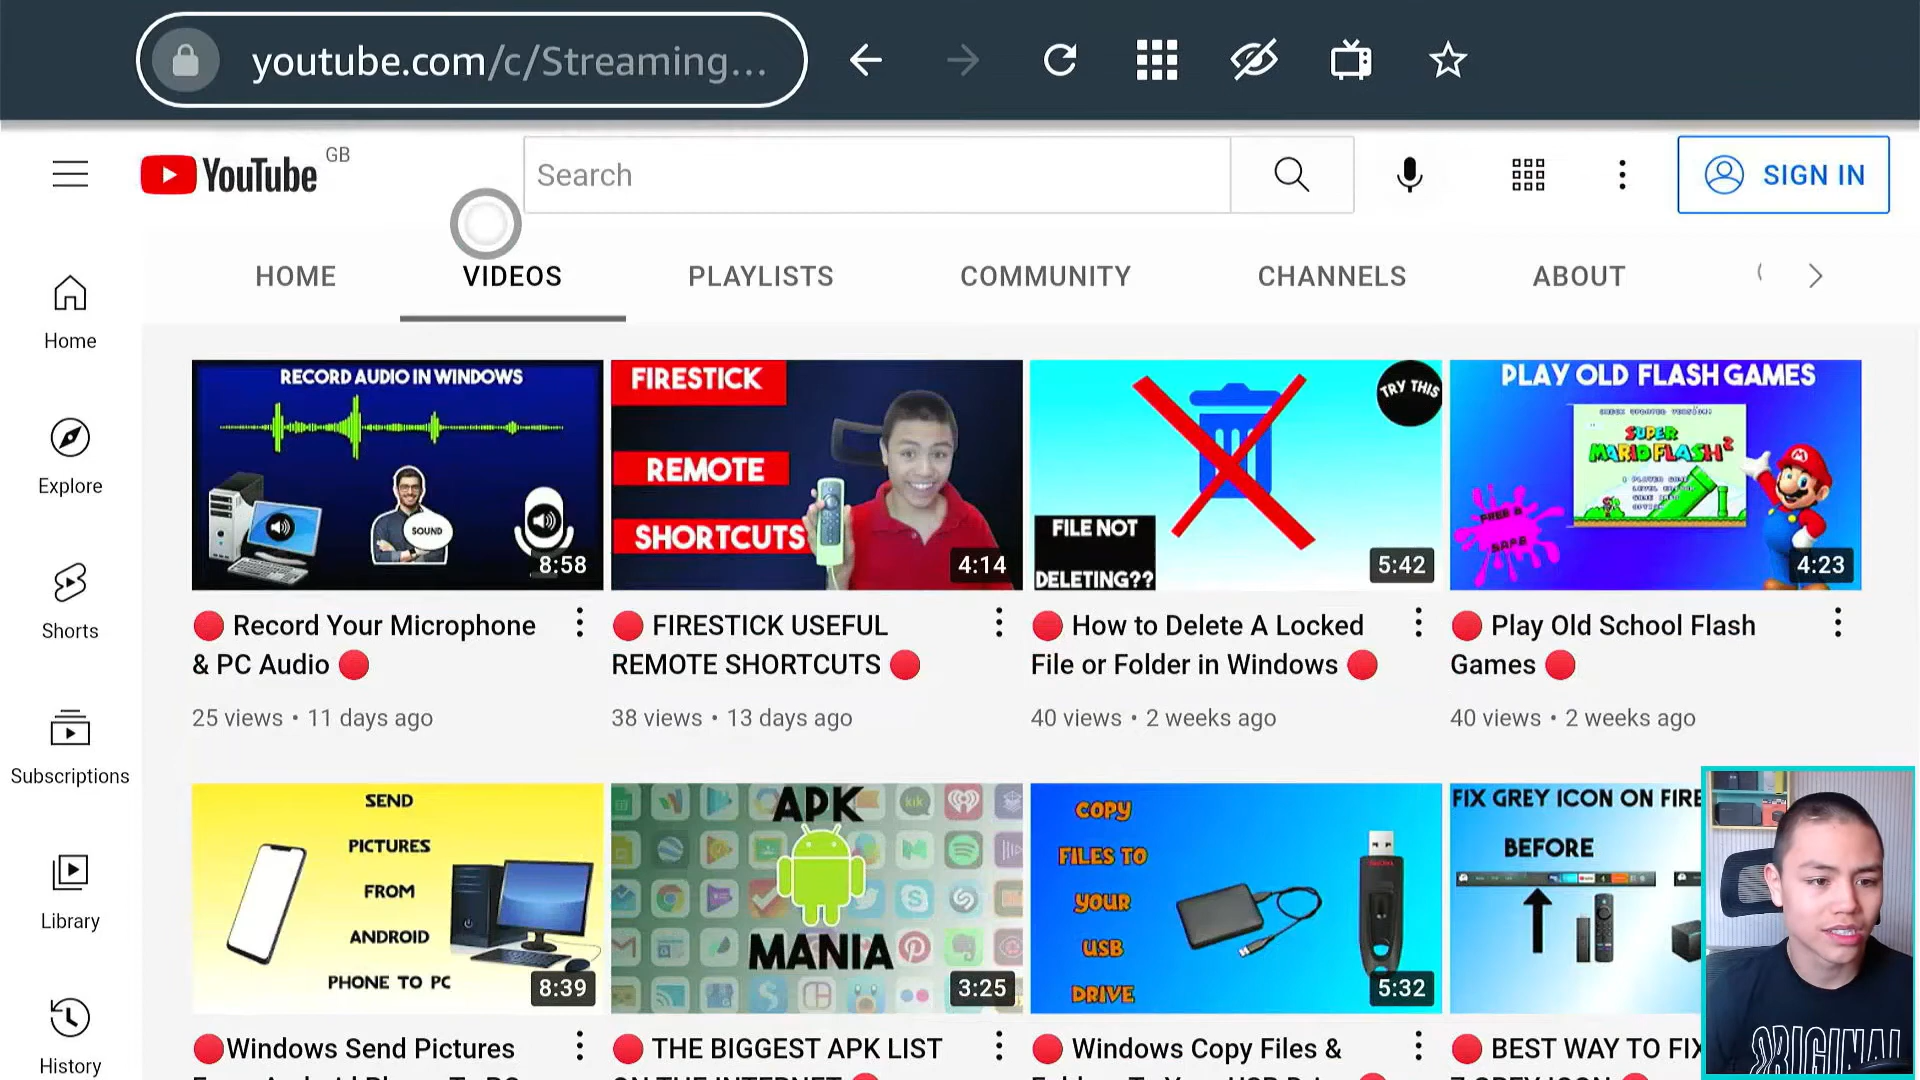 youtube.com/c/Streaming...
YouTube GB
Search
SIGN IN
HOME VIDEOS PLAYLISTS COMMUNITY CHANNELS ABOUT
Home
Explore
Shorts
Subscriptions
Library
History
RECORD AUDIO IN WINDOWS
SOUND
8:58
🔴 Record Your Microphone
& PC Audio 🔴
25 views • 11 days ago
FIRESTICK
REMOTE
SHORTCUTS
4:14
🔴 FIRESTICK USEFUL
REMOTE SHORTCUTS 🔴
38 views • 13 days ago
TRY THIS
FILE NOT
DELETING??
5:42
🔴 How to Delete A Locked
File or Folder in Windows 🔴
40 views • 2 weeks ago
PLAY OLD FLASH GAMES
SUPER
MARIO FLASH 2
FREE &
SAFE
4:23
🔴 Play Old School Flash
Games 🔴
40 views • 2 weeks ago
SEND
PICTURES
FROM
ANDROID
PHONE TO PC
8:39
🔴Windows Send Pictures
APK
MANIA
kik
3:25
🔴 THE BIGGEST APK LIST
ON THE INTERNET 🔴
COPY
FILES TO
YOUR
USB
DRIVE
5:32
🔴 Windows Copy Files &
FIX GREY ICON ON FIRE
BEFORE
🔴 BEST WAY TO FIX
ORIGINAL